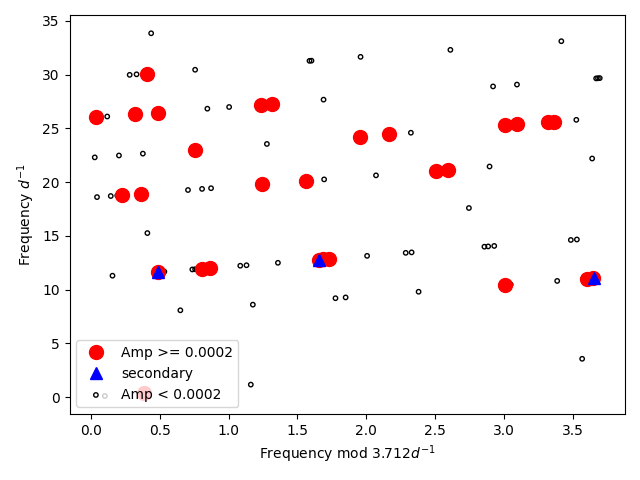 35
30
25
20
15
10
5
0
Frequency d⁻¹
Amp >= 0.0002
secondary
Amp < 0.0002
0.0 0.5 1.0 1.5 2.0 2.5 3.0 3.5
Frequency mod 3.712d⁻¹